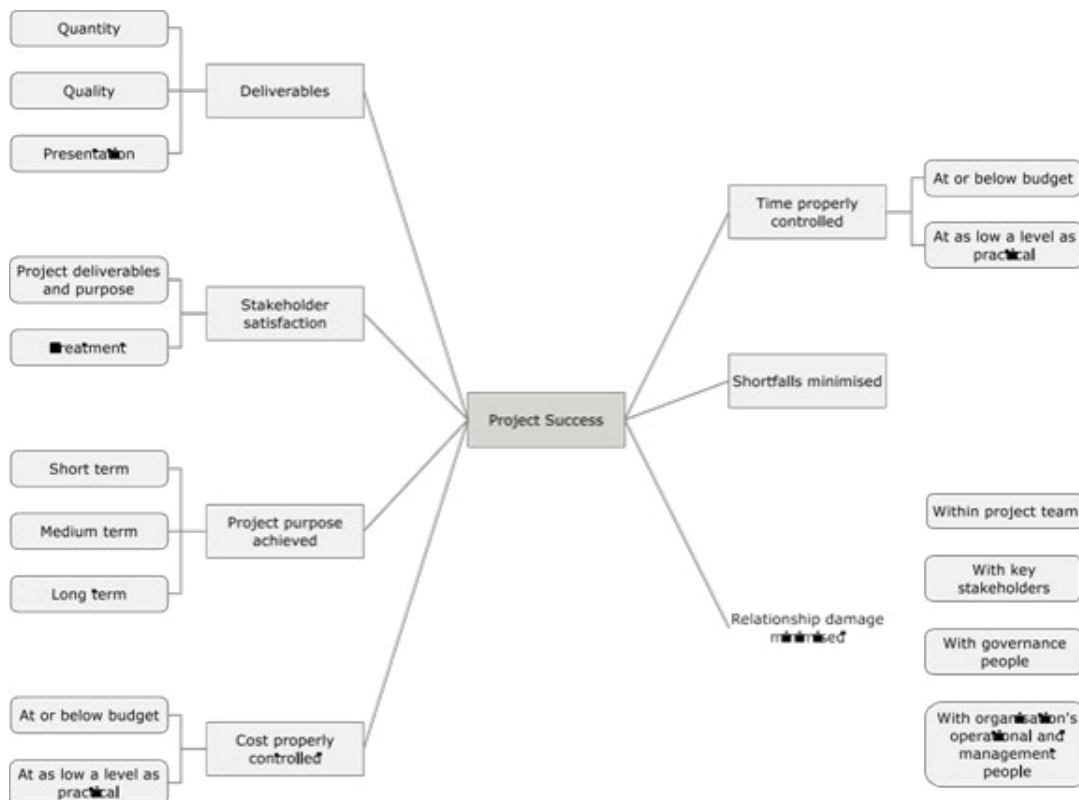 Quantity
Quality
Presentation
Deliverables
Project deliverables
and purpose
Treatment
Stakeholder
satisfaction
Short term
Medium term
Long term
Project purpose
achieved
At or below budget
At as low a level as
practical
Cost properly
controlled
Project Success
Time properly
controlled
At or below budget
At as low a level as
practical
Shortfalls minimised
Relationship damage
minimised
Within project team
With key
stakeholders
With governance
people
With organisation's
operational and
management
people